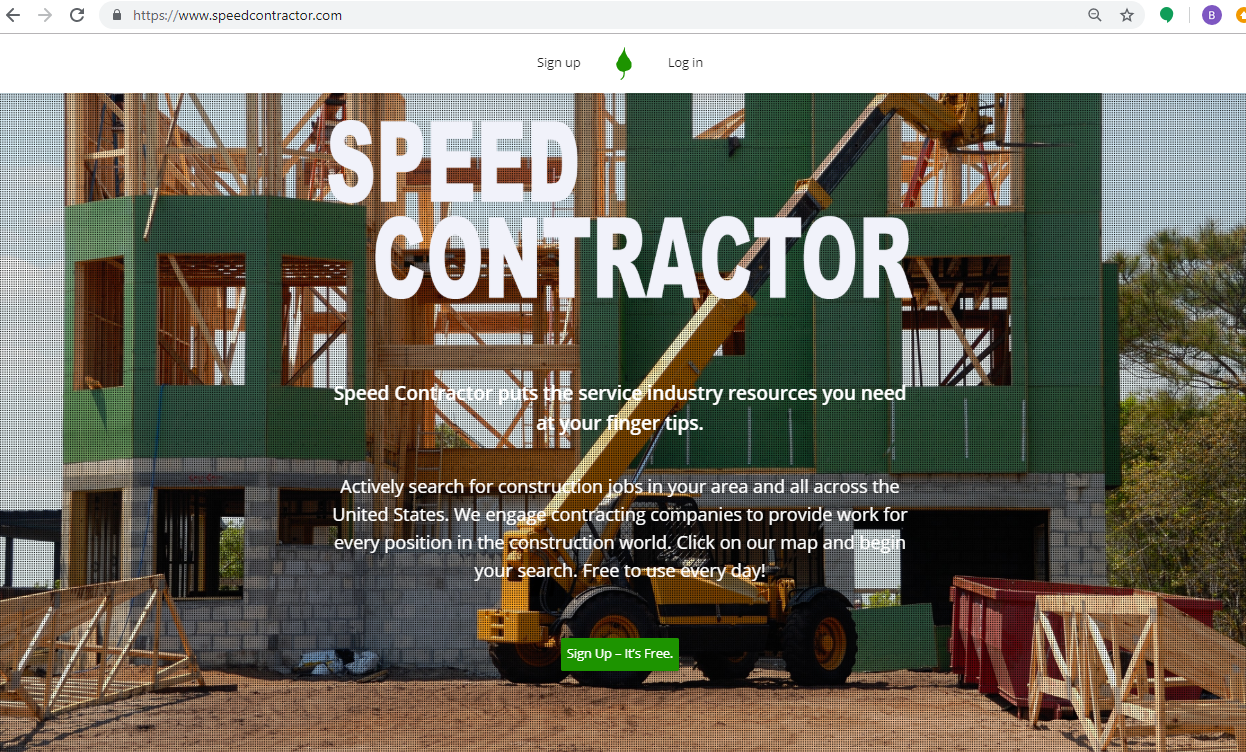 https://www.speedcontractor.com
B
Sign up
Log in
SPEED
CONTRACTOR
Speed Contractor puts the service industry resources you need
at your finger tips.
Actively search for construction jobs in your area and all across the
United States. We engage contracting companies to provide work for
every position in the construction world. Click on our map and begin
your search. Free to use every day!
Sign Up – It's Free.